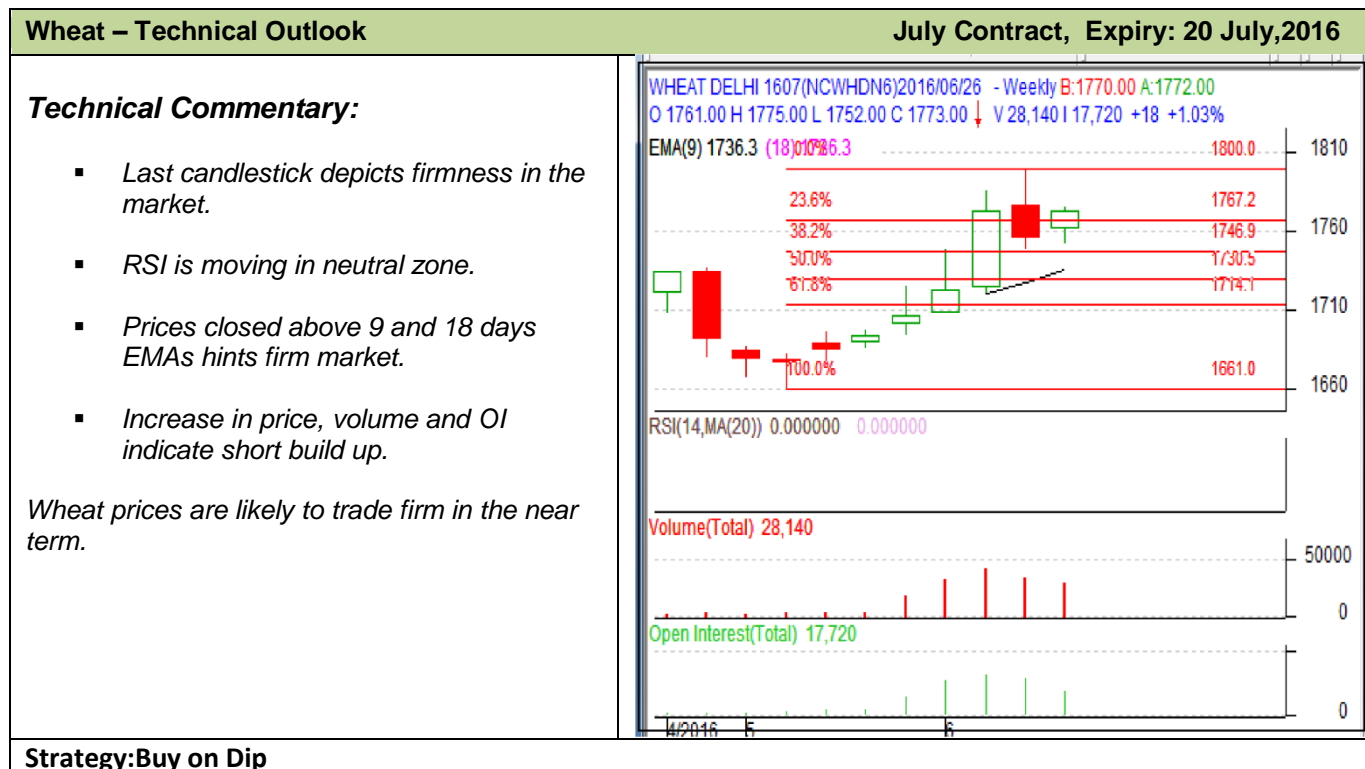 Wheat – Technical Outlook July Contract, Expiry: 20 July,2016
Technical Commentary:
▪ Last candlestick depicts firmness in the
market.
▪ RSI is moving in neutral zone.
▪ Prices closed above 9 and 18 days
EMAs hints firm market.
▪ Increase in price, volume and OI
indicate short build up.
Wheat prices are likely to trade firm in the near
term.
WHEAT DELHI 1607(NCWHDN6)2016/06/26 - Weekly B:1770.00 A:1772.00
O 1761.00 H 1775.00 L 1752.00 C 1773.00 V 28,140 I 17,720 +18 +1.03%
EMA(9) 1736.3 (18) 0.0% 1800.0 1810
23.6% 1767.2
1760
38.2% 1746.9
50.0% 1730.5
61.8% 1714.1
1710
100.0% 1661.0
1660
RSI(14,MA(20)) 0.000000 0.000000
Volume(Total) 28,140
50000
0
Open Interest(Total) 17,720
0
4/2016 5 6
Strategy:Buy on Dip